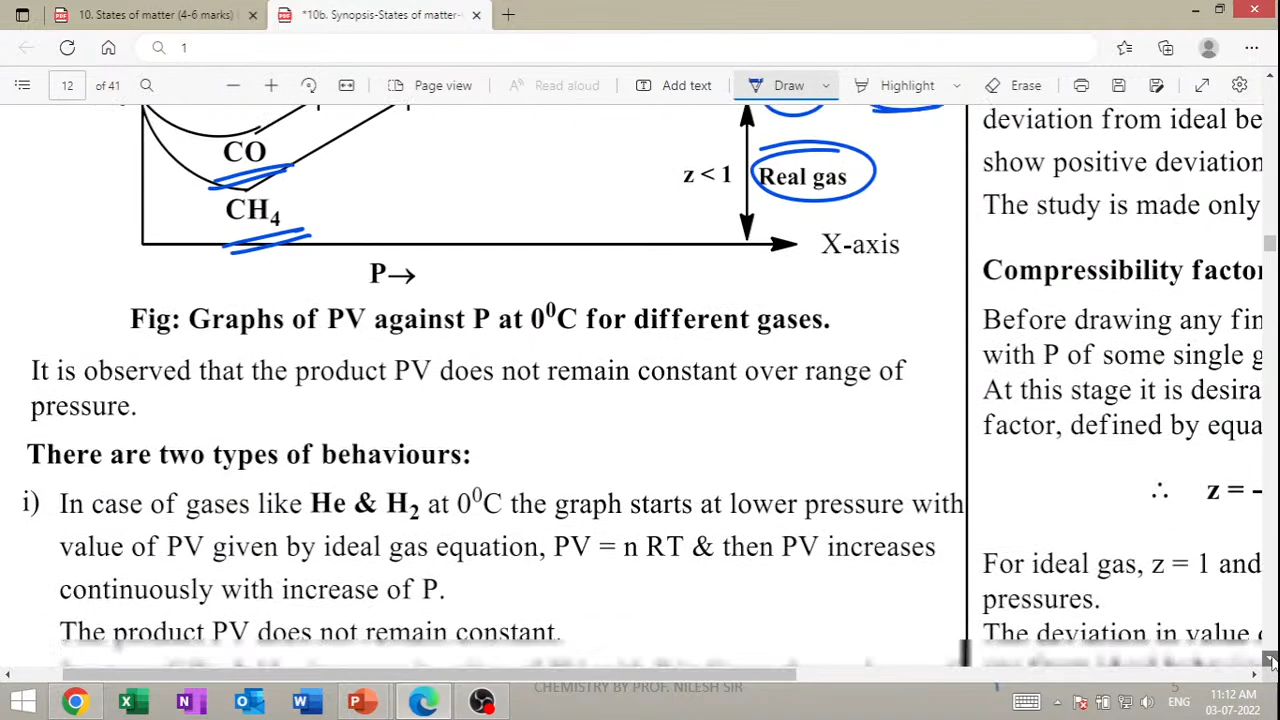 10. States of matter (4-6 marks)
*10b. Synopsis-States of matter-
1
12 of 41
Page view
Read aloud
Add text
Draw
Highlight
Erase
CO
CH4
z < 1
Real gas
X-axis
P→
Fig: Graphs of PV against P at 0⁰C for different gases.
It is observed that the product PV does not remain constant over range of
pressure.
There are two types of behaviours:
i) In case of gases like He & H₂ at 0⁰C the graph starts at lower pressure with
value of PV given by ideal gas equation, PV = n RT & then PV increases
continuously with increase of P.
The product PV does not remain constant.
deviation from ideal be
show positive deviation
The study is made only
Compressibility factor
Before drawing any fin
with P of some single g
At this stage it is desira
factor, defined by equa
∴ z =
For ideal gas, z = 1 and
pressures.
The deviation in value
CHEMISTRY BY PROF. NILESH SIR
5
ENG
11:12 AM
03-07-2022